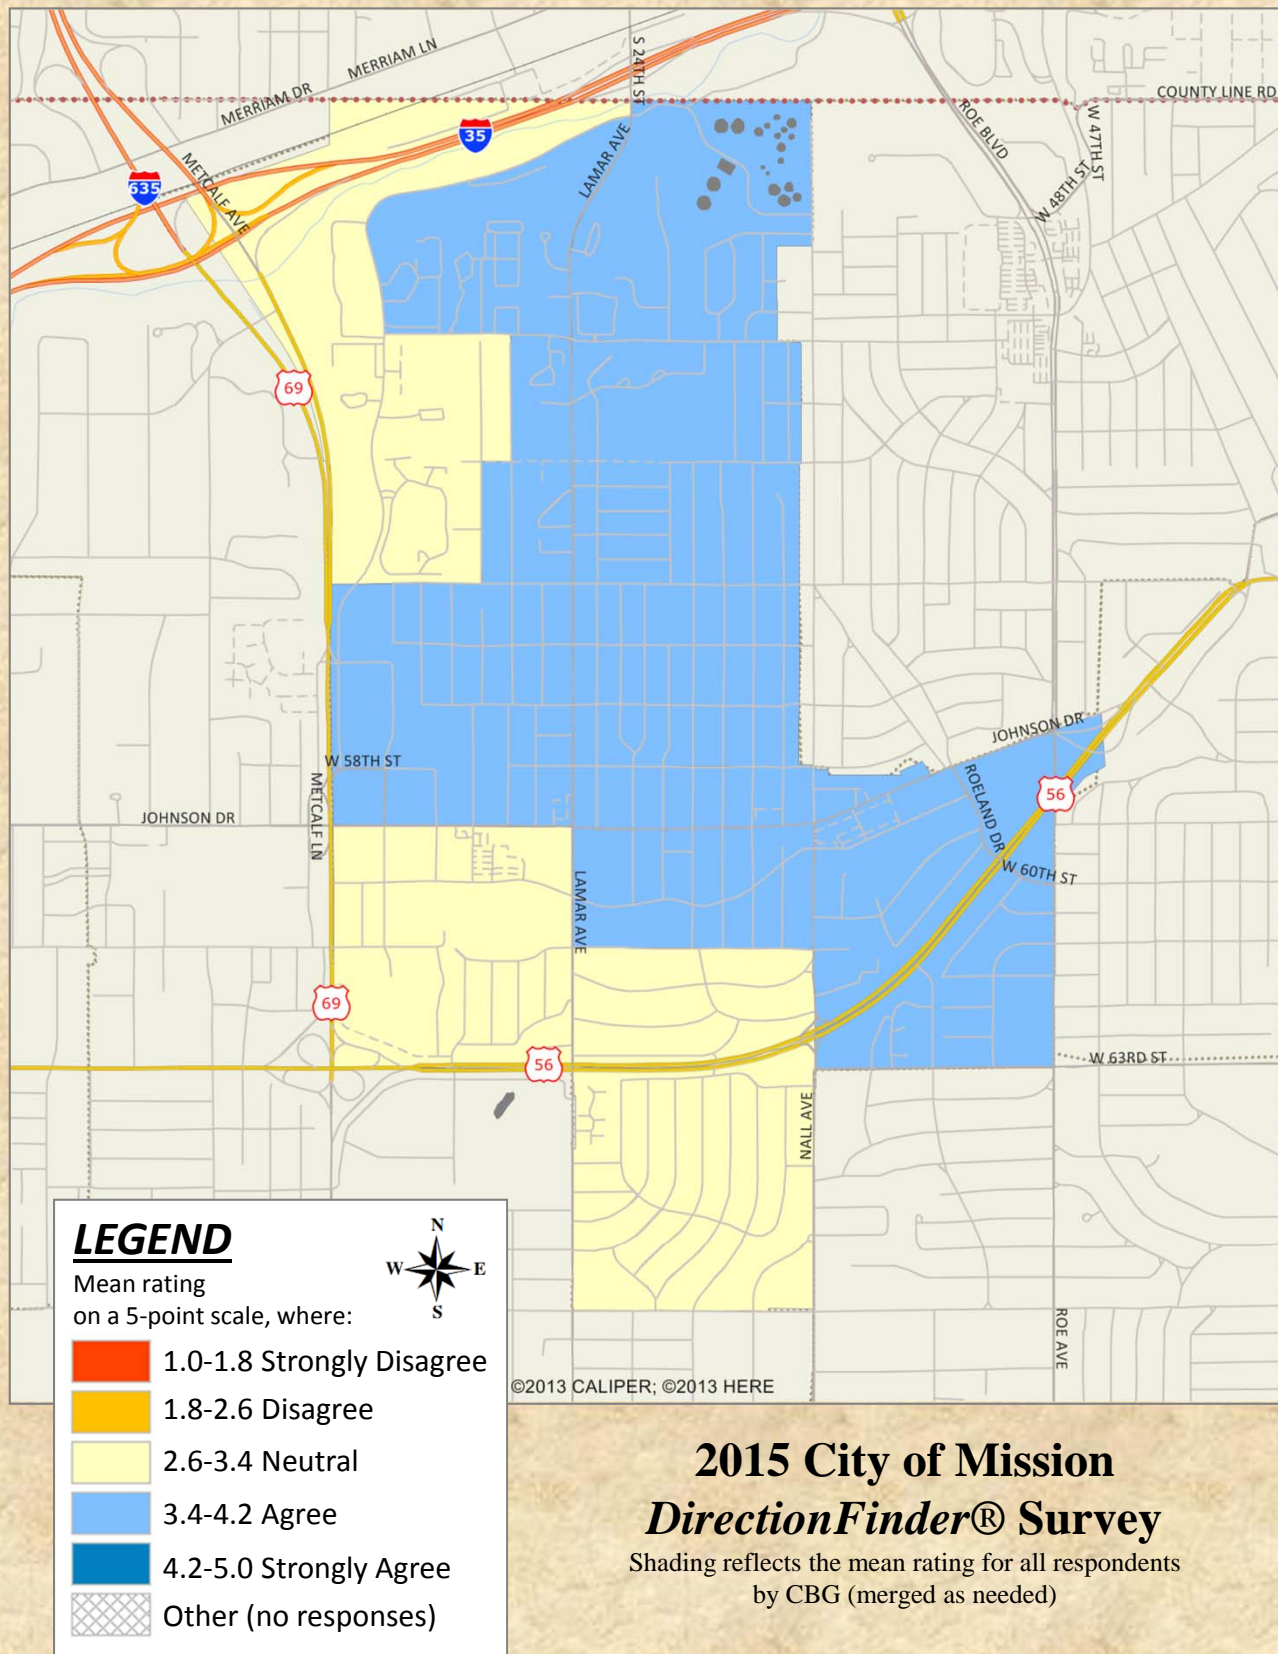 MERRIAM LN
S 24TH ST
MERRIAM DR
COUNTY LINE RD
35
ROE BLVD
W 47TH ST
LAMAR AVE
METCALF AVE
635
W 48TH ST
69
JOHNSON DR
W 58TH ST
ROELAND DR
METCALF LN
56
JOHNSON DR
W 60TH ST
LAMAR AVE
69
56
W 63RD ST
NALL AVE
ROE AVE
©2013 CALIPER; ©2013 HERE
LEGEND
N
W E
S
Mean rating
on a 5-point scale, where:
1.0-1.8 Strongly Disagree
1.8-2.6 Disagree
2.6-3.4 Neutral
3.4-4.2 Agree
4.2-5.0 Strongly Agree
Other (no responses)
2015 City of Mission
DirectionFinder® Survey
Shading reflects the mean rating for all respondents
by CBG (merged as needed)